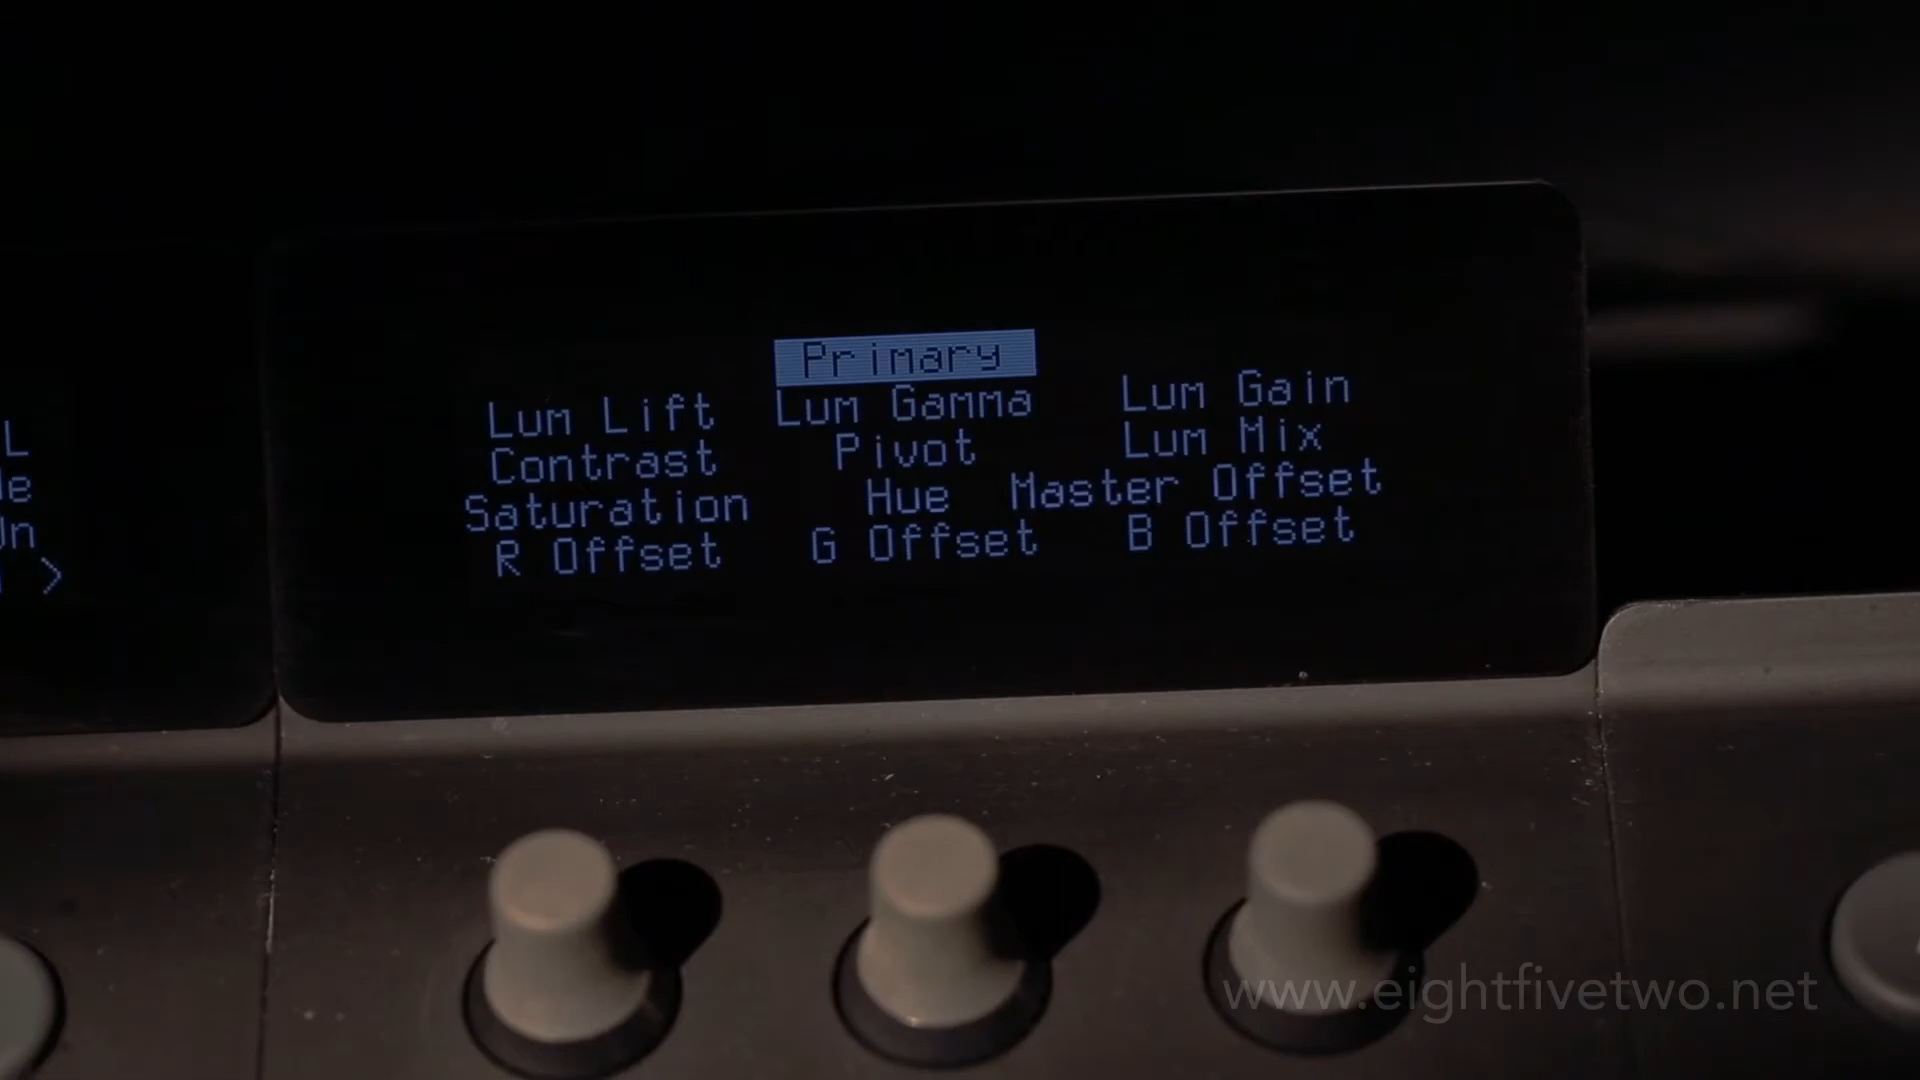 Primary
Lum Lift Lum Gamma Lum Gain
Contrast Pivot Lum Mix
Saturation Hue Master Offset
R Offset G Offset B Offset
L
>
www.eightfivetwo.net